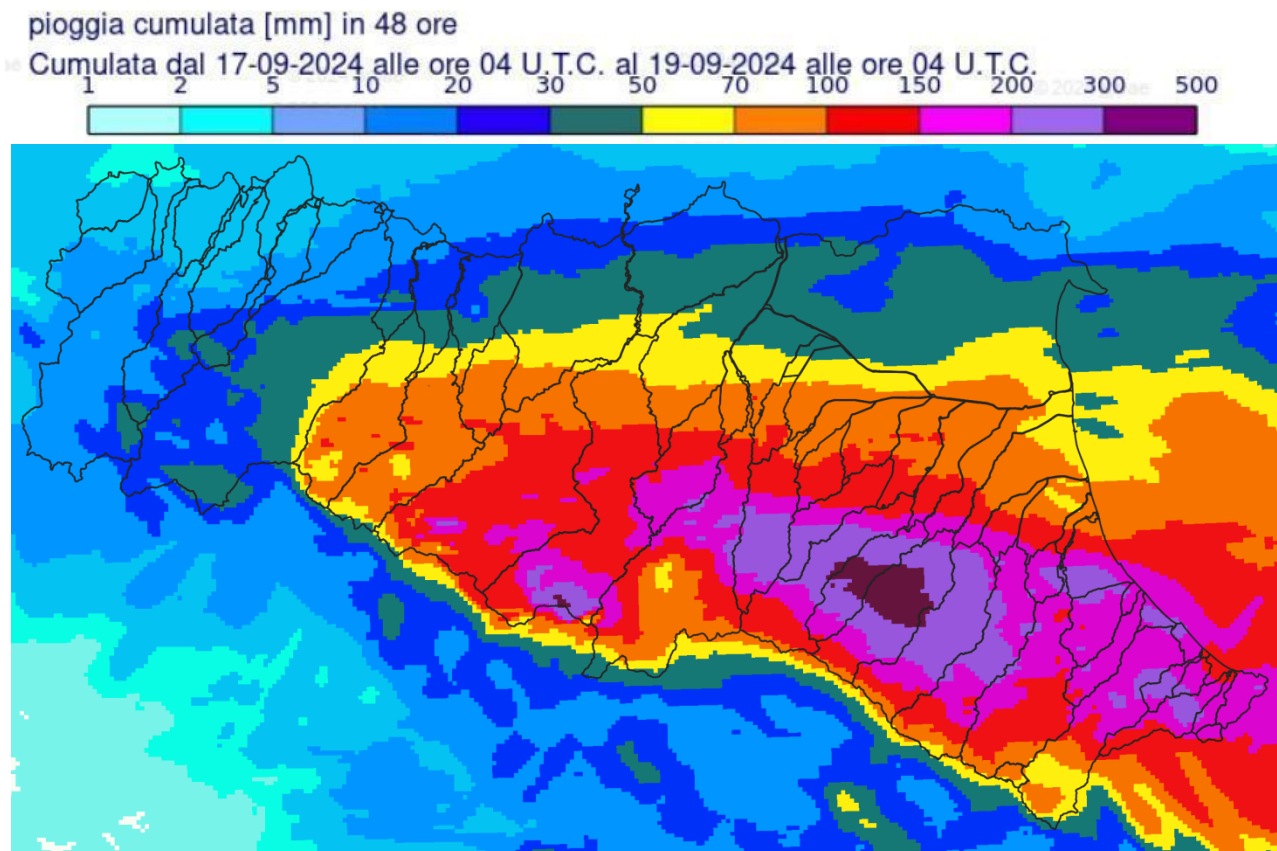 pioggia cumulata [mm] in 48 ore
Cumulata dal 17-09-2024 alle ore 04 U.T.C. al 19-09-2024 alle ore 04 U.T.C.
1 2 5 10 20 30 50 70 100 150 200 300 500